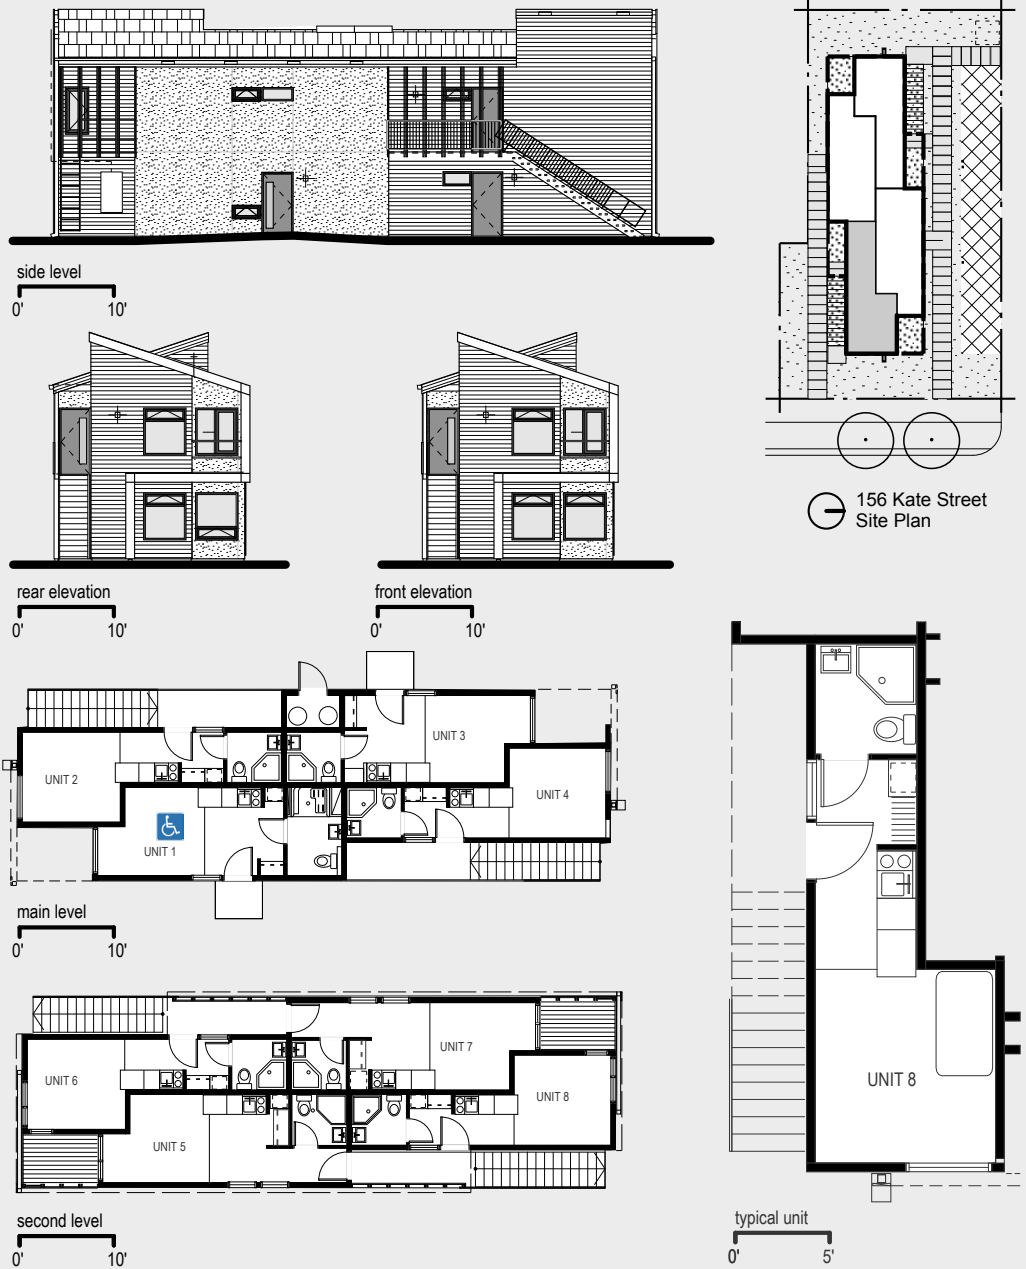 side level
0' 10'
156 Kate Street
Site Plan
rear elevation
0' 10'
front elevation
0' 10'
UNIT 3
UNIT 2
UNIT 4
UNIT 1
main level
0' 10'
UNIT 7
UNIT 6
UNIT 8
UNIT 5
second level
0' 10'
UNIT 8
typical unit
0' 5'